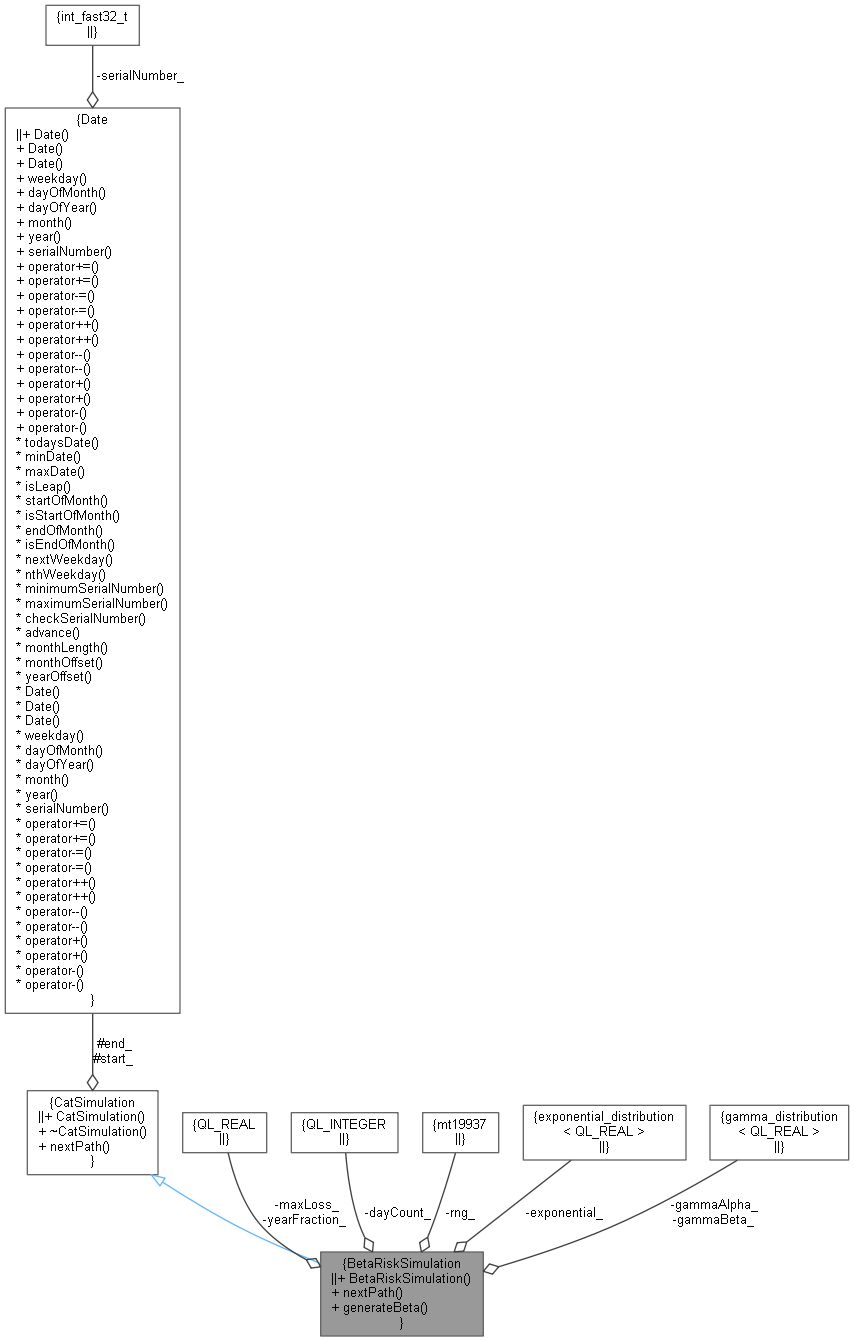 {int_fast32_t
||}
-serialNumber_
{Date
||+ Date()
+ Date()
+ Date()
+ weekday()
+ dayOfMonth()
+ dayOfYear()
+ month()
+ year()
+ serialNumber()
+ operator+=()
+ operator+=()
+ operator-=()
+ operator-=()
+ operator++()
+ operator++()
+ operator--()
+ operator--()
+ operator+()
+ operator+()
+ operator-()
+ operator-()
* todaysDate()
* minDate()
* maxDate()
* isLeap()
* startOfMonth()
* isStartOfMonth()
* endOfMonth()
* isEndOfMonth()
* nextWeekday()
* nthWeekday()
* minimumSerialNumber()
* maximumSerialNumber()
* checkSerialNumber()
* advance()
* monthLength()
* monthOffset()
* yearOffset()
* Date()
* Date()
* Date()
* weekday()
* dayOfMonth()
* dayOfYear()
* month()
* year()
* serialNumber()
* operator+=()
* operator+=()
* operator-=()
* operator-=()
* operator++()
* operator++()
* operator--()
* operator--()
* operator+()
* operator+()
* operator-()
* operator-()
}
#end_
#start_
{CatSimulation
||+ CatSimulation()
+ ~CatSimulation()
+ nextPath()
}
{QL_REAL
||}
{QL_INTEGER
||}
{mt19937
||}
{exponential_distribution
< QL_REAL >
||}
{gamma_distribution
< QL_REAL >
||}
-maxLoss_
-yearFraction_
-dayCount_
-rng_
-exponential_
-gammaAlpha_
-gammaBeta_
{BetaRiskSimulation
||+ BetaRiskSimulation()
+ nextPath()
+ generateBeta()
}